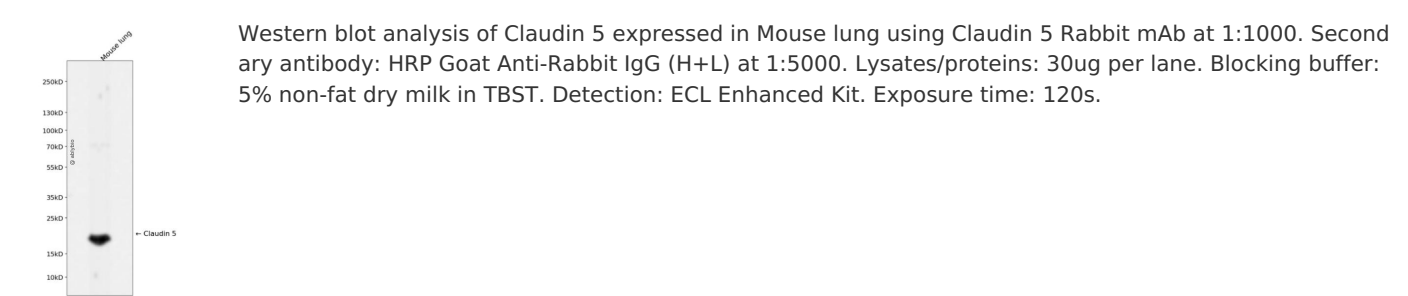 Mouse lung
250kD
130kD
100kD
70kD
55kD
35kD
25kD
15kD
10kD
@ ablybio
← Claudin 5
Western blot analysis of Claudin 5 expressed in Mouse lung using Claudin 5 Rabbit mAb at 1:1000. Second
ary antibody: HRP Goat Anti-Rabbit IgG (H+L) at 1:5000. Lysates/proteins: 30ug per lane. Blocking buffer:
5% non-fat dry milk in TBST. Detection: ECL Enhanced Kit. Exposure time: 120s.